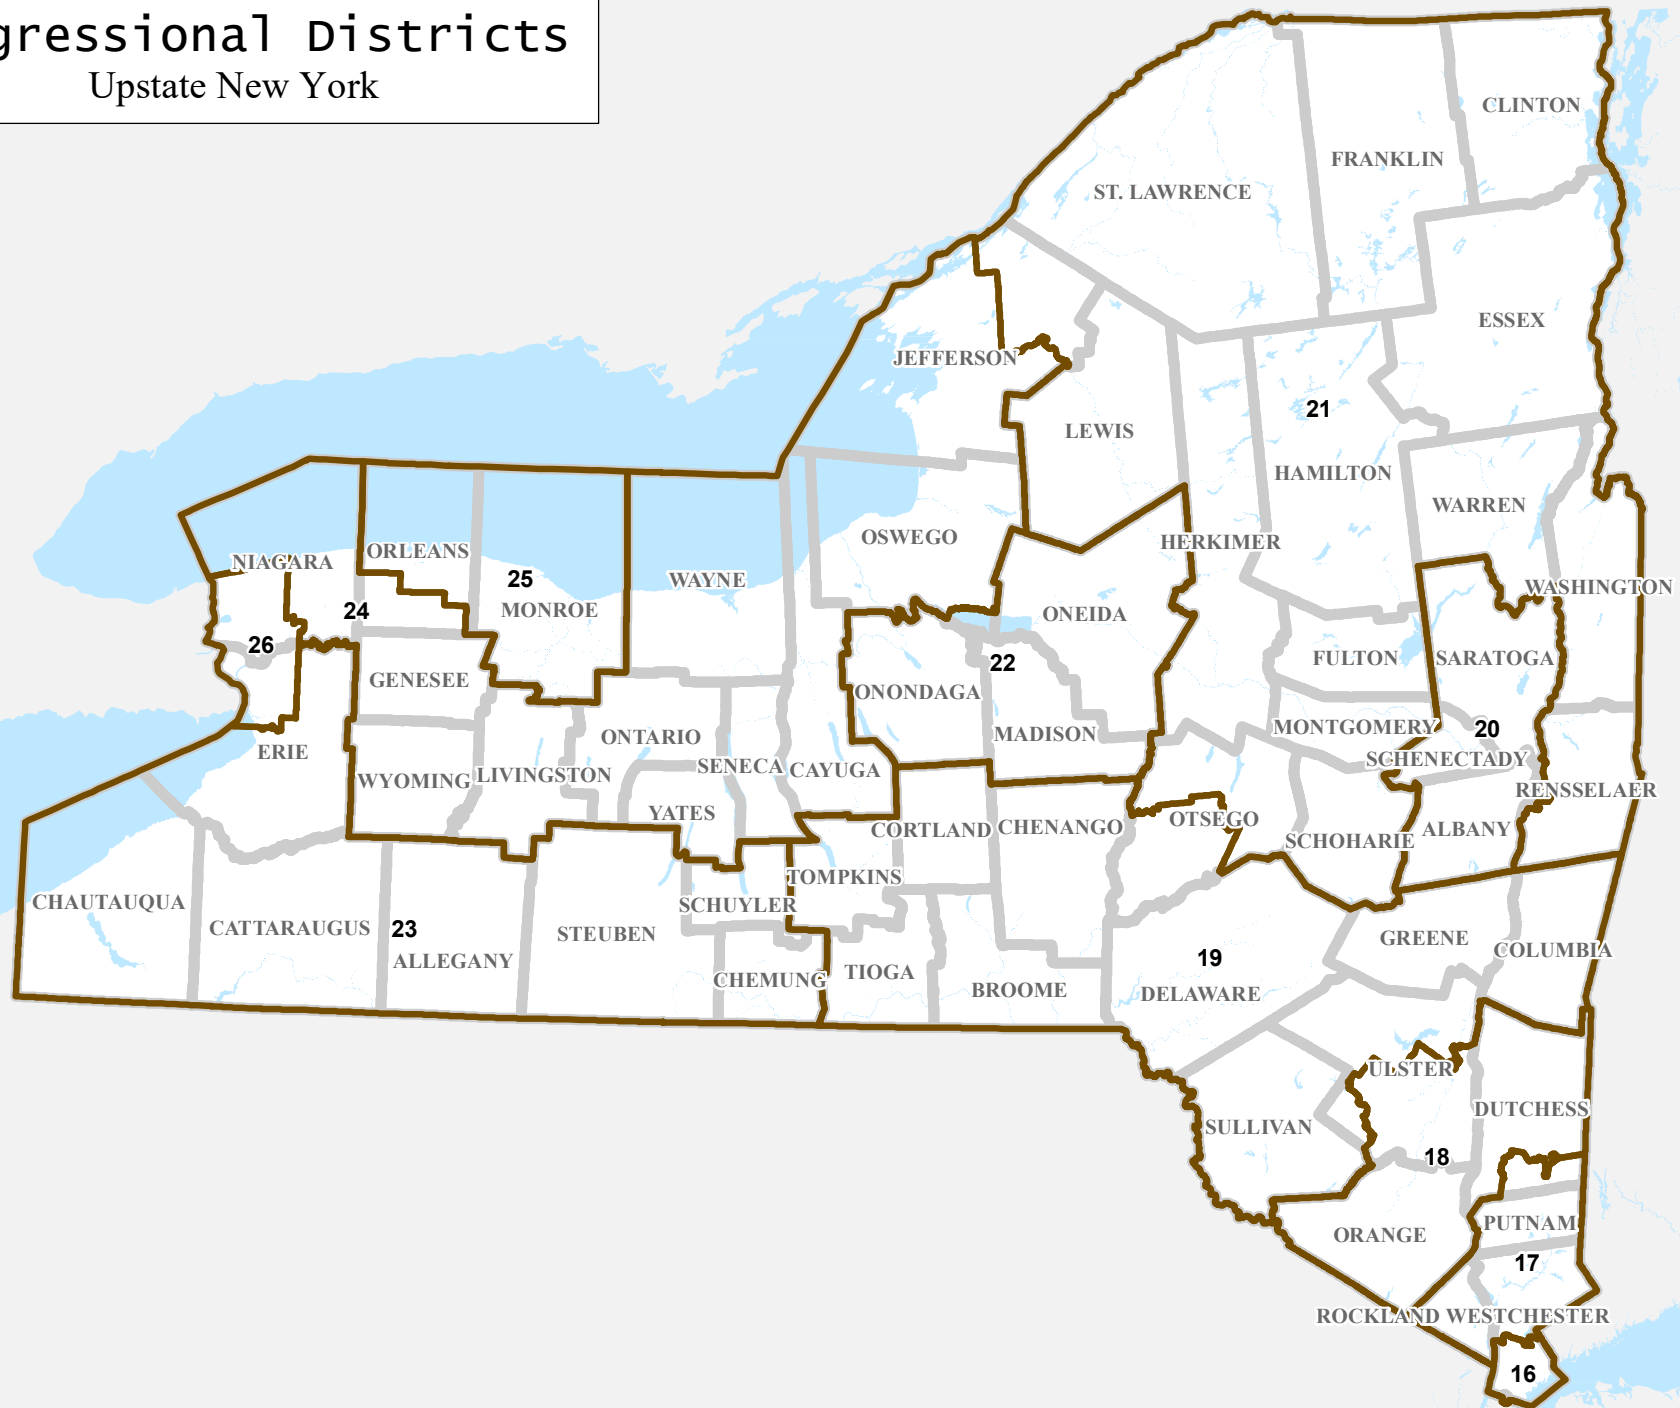 gressional Districts
Upstate New York
CLINTON
FRANKLIN
ST. LAWRENCE
ESSEX
JEFFERSON
21
LEWIS
HAMILTON
WARREN
OSWEGO
HERKIMER
NIAGARA
ORLEANS
25
WAYNE
WASHINGTON
MONROE
24
ONEIDA
26
22
FULTON
SARATOGA
GENESEE
ONONDAGA
MONTGOMERY
20
MADISON
ONTARIO
ERIE
SENECA
CAYUGA
SCHENECTADY
WYOMING
LIVINGSTON
RENSSELAER
YATES
OTSEGO
CORTLAND
CHENANGO
ALBANY
SCHOHARIE
TOMPKINS
CHAUTAUQUA
SCHUYLER
CATTARAUGUS
23
STEUBEN
GREENE
COLUMBIA
ALLEGANY
19
TIOGA
CHEMUNG
BROOME
DELAWARE
ULSTER
DUTCHESS
SULLIVAN
18
PUTNAM
ORANGE
17
ROCKLAND
WESTCHESTER
16